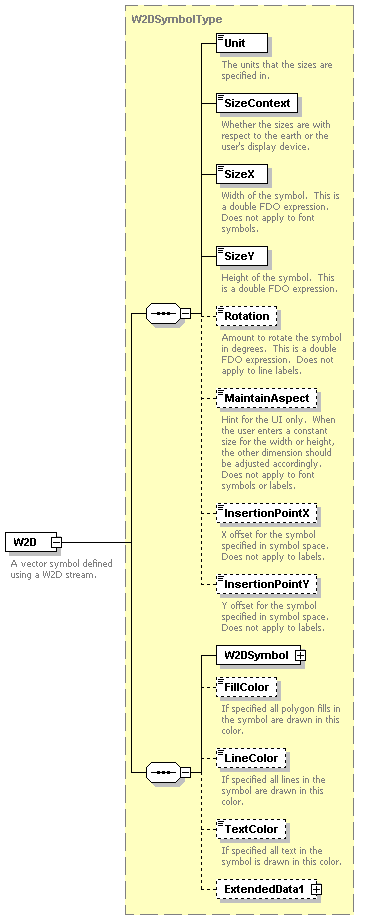 W2DSymbolType
Unit
The units that the sizes are
specified in.
SizeContext
Whether the sizes are with
respect to the earth or the
user's display device.
SizeX
Width of the symbol. This is
a double FDO expression.
Does not apply to font
symbols.
SizeY
Height of the symbol. This
is a double FDO expression.
Rotation
Amount to rotate the symbol
in degrees. This is a double
FDO expression. Does not
apply to line labels.
MaintainAspect
Hint for the UI only. When
the user enters a constant
size for the width or height,
the other dimension should
be adjusted accordingly.
Does not apply to font
symbols or labels.
InsertionPointX
X offset for the symbol
specified in symbol space.
Does not apply to labels.
W2D
A vector symbol defined
using a W2D stream.
InsertionPointY
Y offset for the symbol
specified in symbol space.
Does not apply to labels.
W2DSymbol
FillColor
If specified all polygon fills in
the symbol are drawn in this
color.
LineColor
If specified all lines in the
symbol are drawn in this
color.
TextColor
If specified all text in the
symbol is drawn in this color.
ExtendedData1